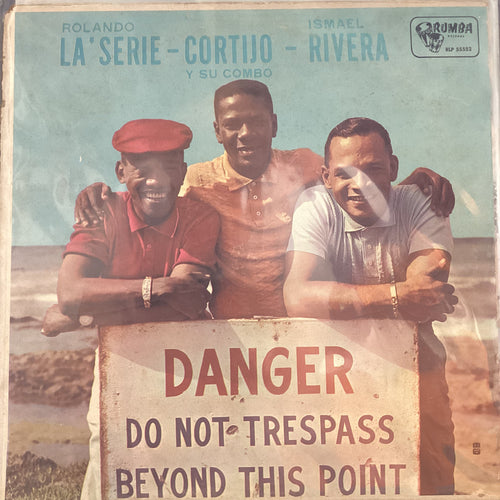 ROLANDO
LA'SERIE - CORTIJO - ISMAEL RIVERA
Y SU COMBO
RUMBA
RECORDS
RLP 55552
DANGER
DO NOT TRESPASS
BEYOND THIS POINT